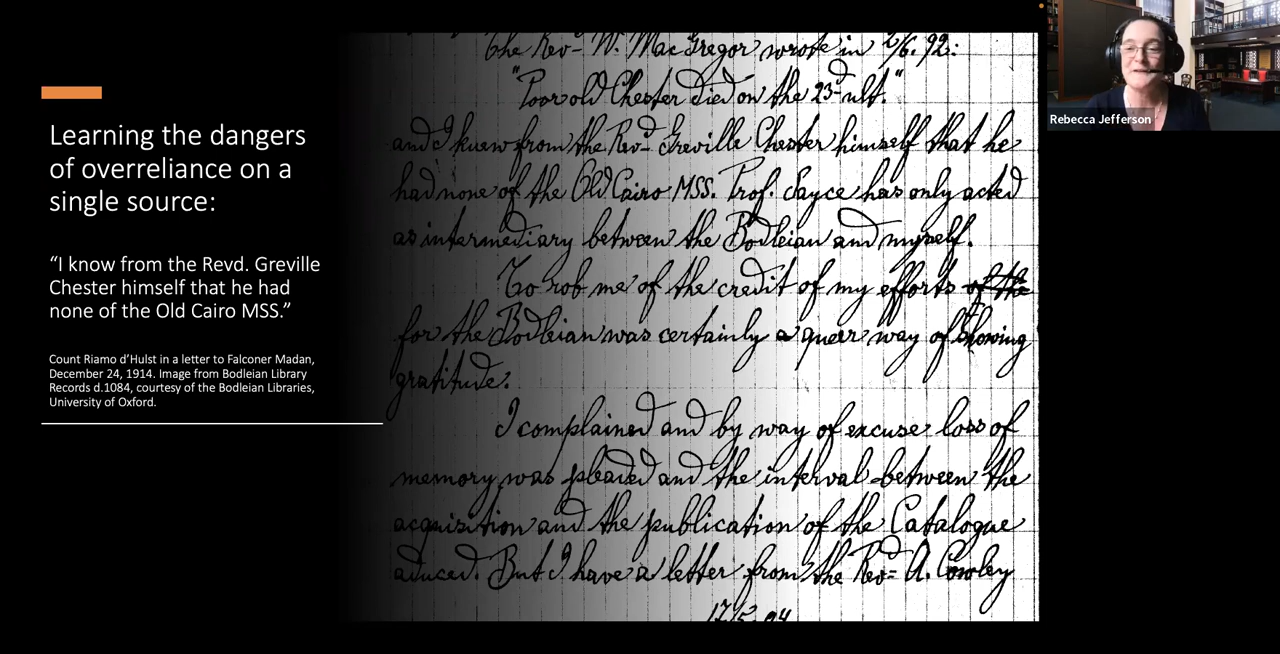 Learning the dangers
of overreliance on a
single source:
“I know from the Revd. Greville
Chester himself that he had
none of the Old Cairo MSS.”
Count Riamo d’Hulst in a letter to Falconer Madan,
December 24, 1914. Image from Bodleian Library
Records d.1084, courtesy of the Bodleian Libraries,
University of Oxford.
The Revd W. MacGregor wrote in 2/6. 92:
"Poor old Chester died on the 23d ult."
and I knew from the Revd Greville Chester himself that he
had none of the Old Cairo MSS. Prof. Sayce has only acted
as intermediary between the Bodleian and myself.
To rob me of the credit of my efforts of the
for the Bodleian was certainly a queer way of showing
gratitude.
I complained and by way of excuse loss of
memory was pleaded and the interval between the
acquisition and the publication of the Catalogue
aduced. But I have a letter from the Revd A. Cowley
17/5 94
Rebecca Jefferson